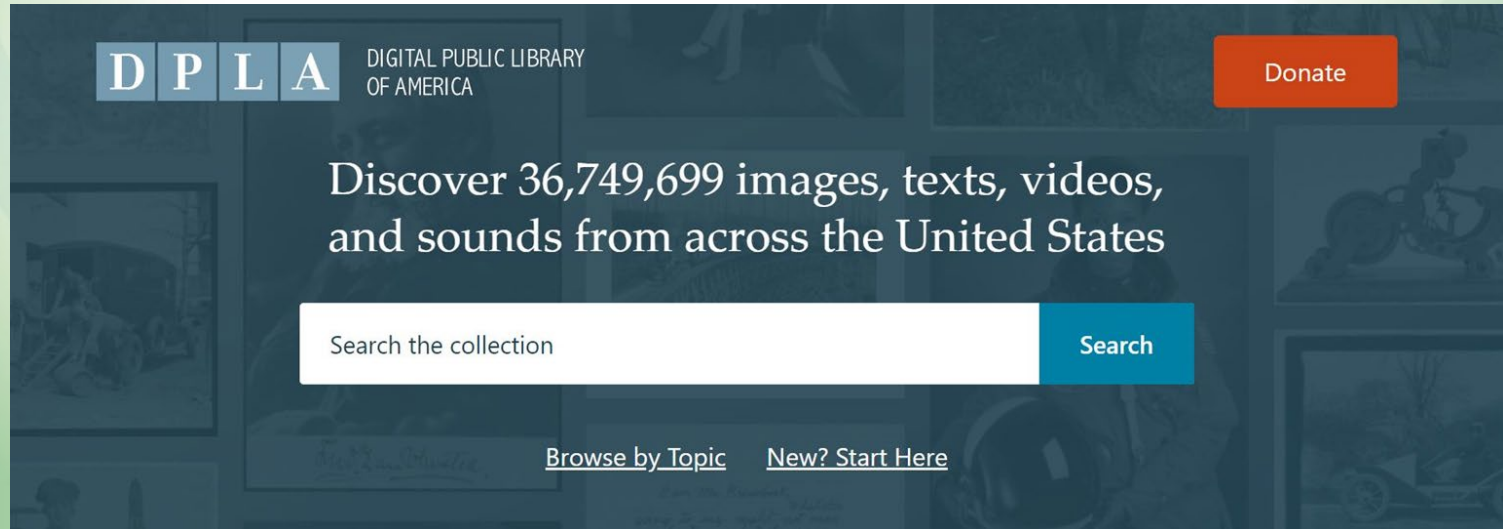 DPLA DIGITAL PUBLIC LIBRARY
OF AMERICA
Donate
Discover 36,749,699 images, texts, videos,
and sounds from across the United States
Search the collection
Search
Browse by Topic New? Start Here